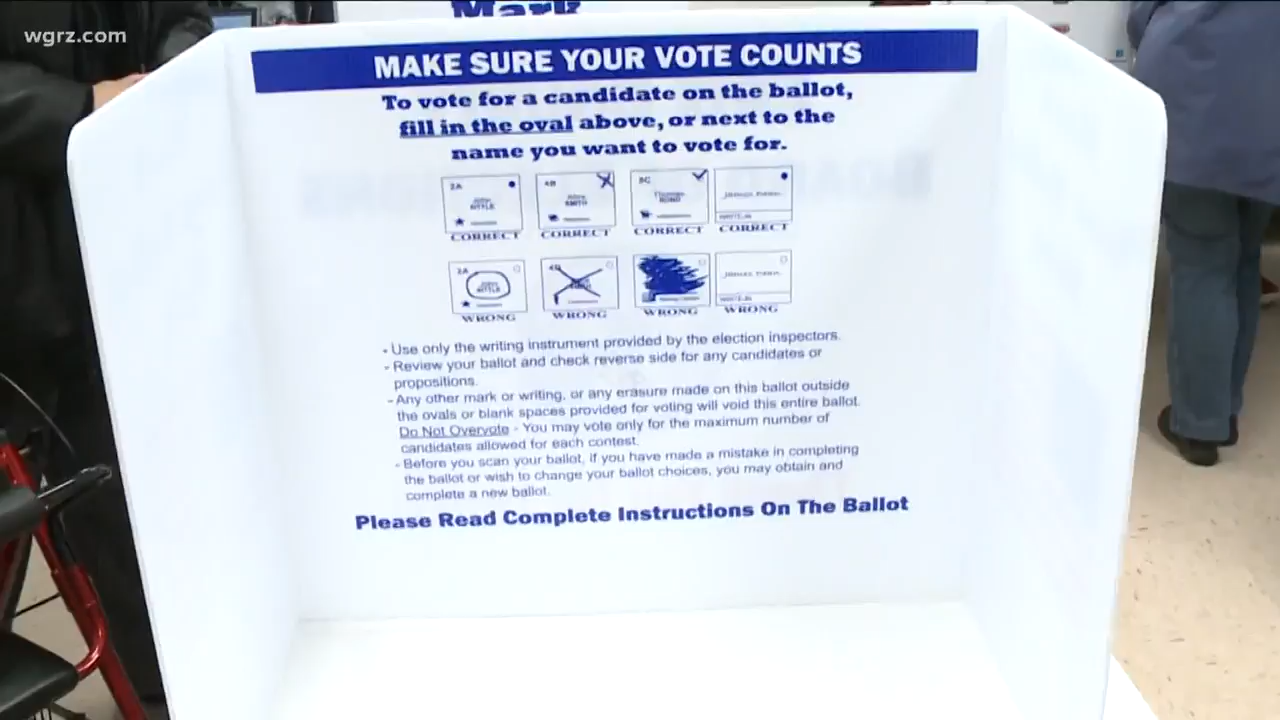 wgrz.com
Mark
MAKE SURE YOUR VOTE COUNTS
To vote for a candidate on the ballot,
fill in the oval above, or next to the
name you want to vote for.
2A 4B 3C
SMITH
CORRECT CORRECT CORRECT CORRECT
2A
WRONG WRONG WRONG WRONG
- Use only the writing instrument provided by the election inspectors.
- Review your ballot and check reverse side for any candidates or
propositions.
- Any other mark or writing, or any erasure made on this ballot outside
the ovals or blank spaces provided for voting will void this entire ballot.
Do Not Overvote - You may vote only for the maximum number of
candidates allowed for each contest.
- Before you scan your ballot, if you have made a mistake in completing
the ballot or wish to change your ballot choices, you may obtain and
complete a new ballot.
Please Read Complete Instructions On The Ballot